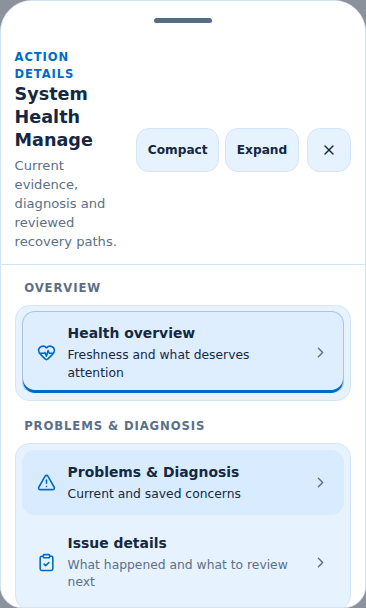 ACTION
DETAILS
System
Health
Manage
Current
evidence,
diagnosis and
reviewed
recovery paths.
Compact
Expand
OVERVIEW
Health overview
Freshness and what deserves
attention
PROBLEMS & DIAGNOSIS
Problems & Diagnosis
Current and saved concerns
Issue details
What happened and what to review
next